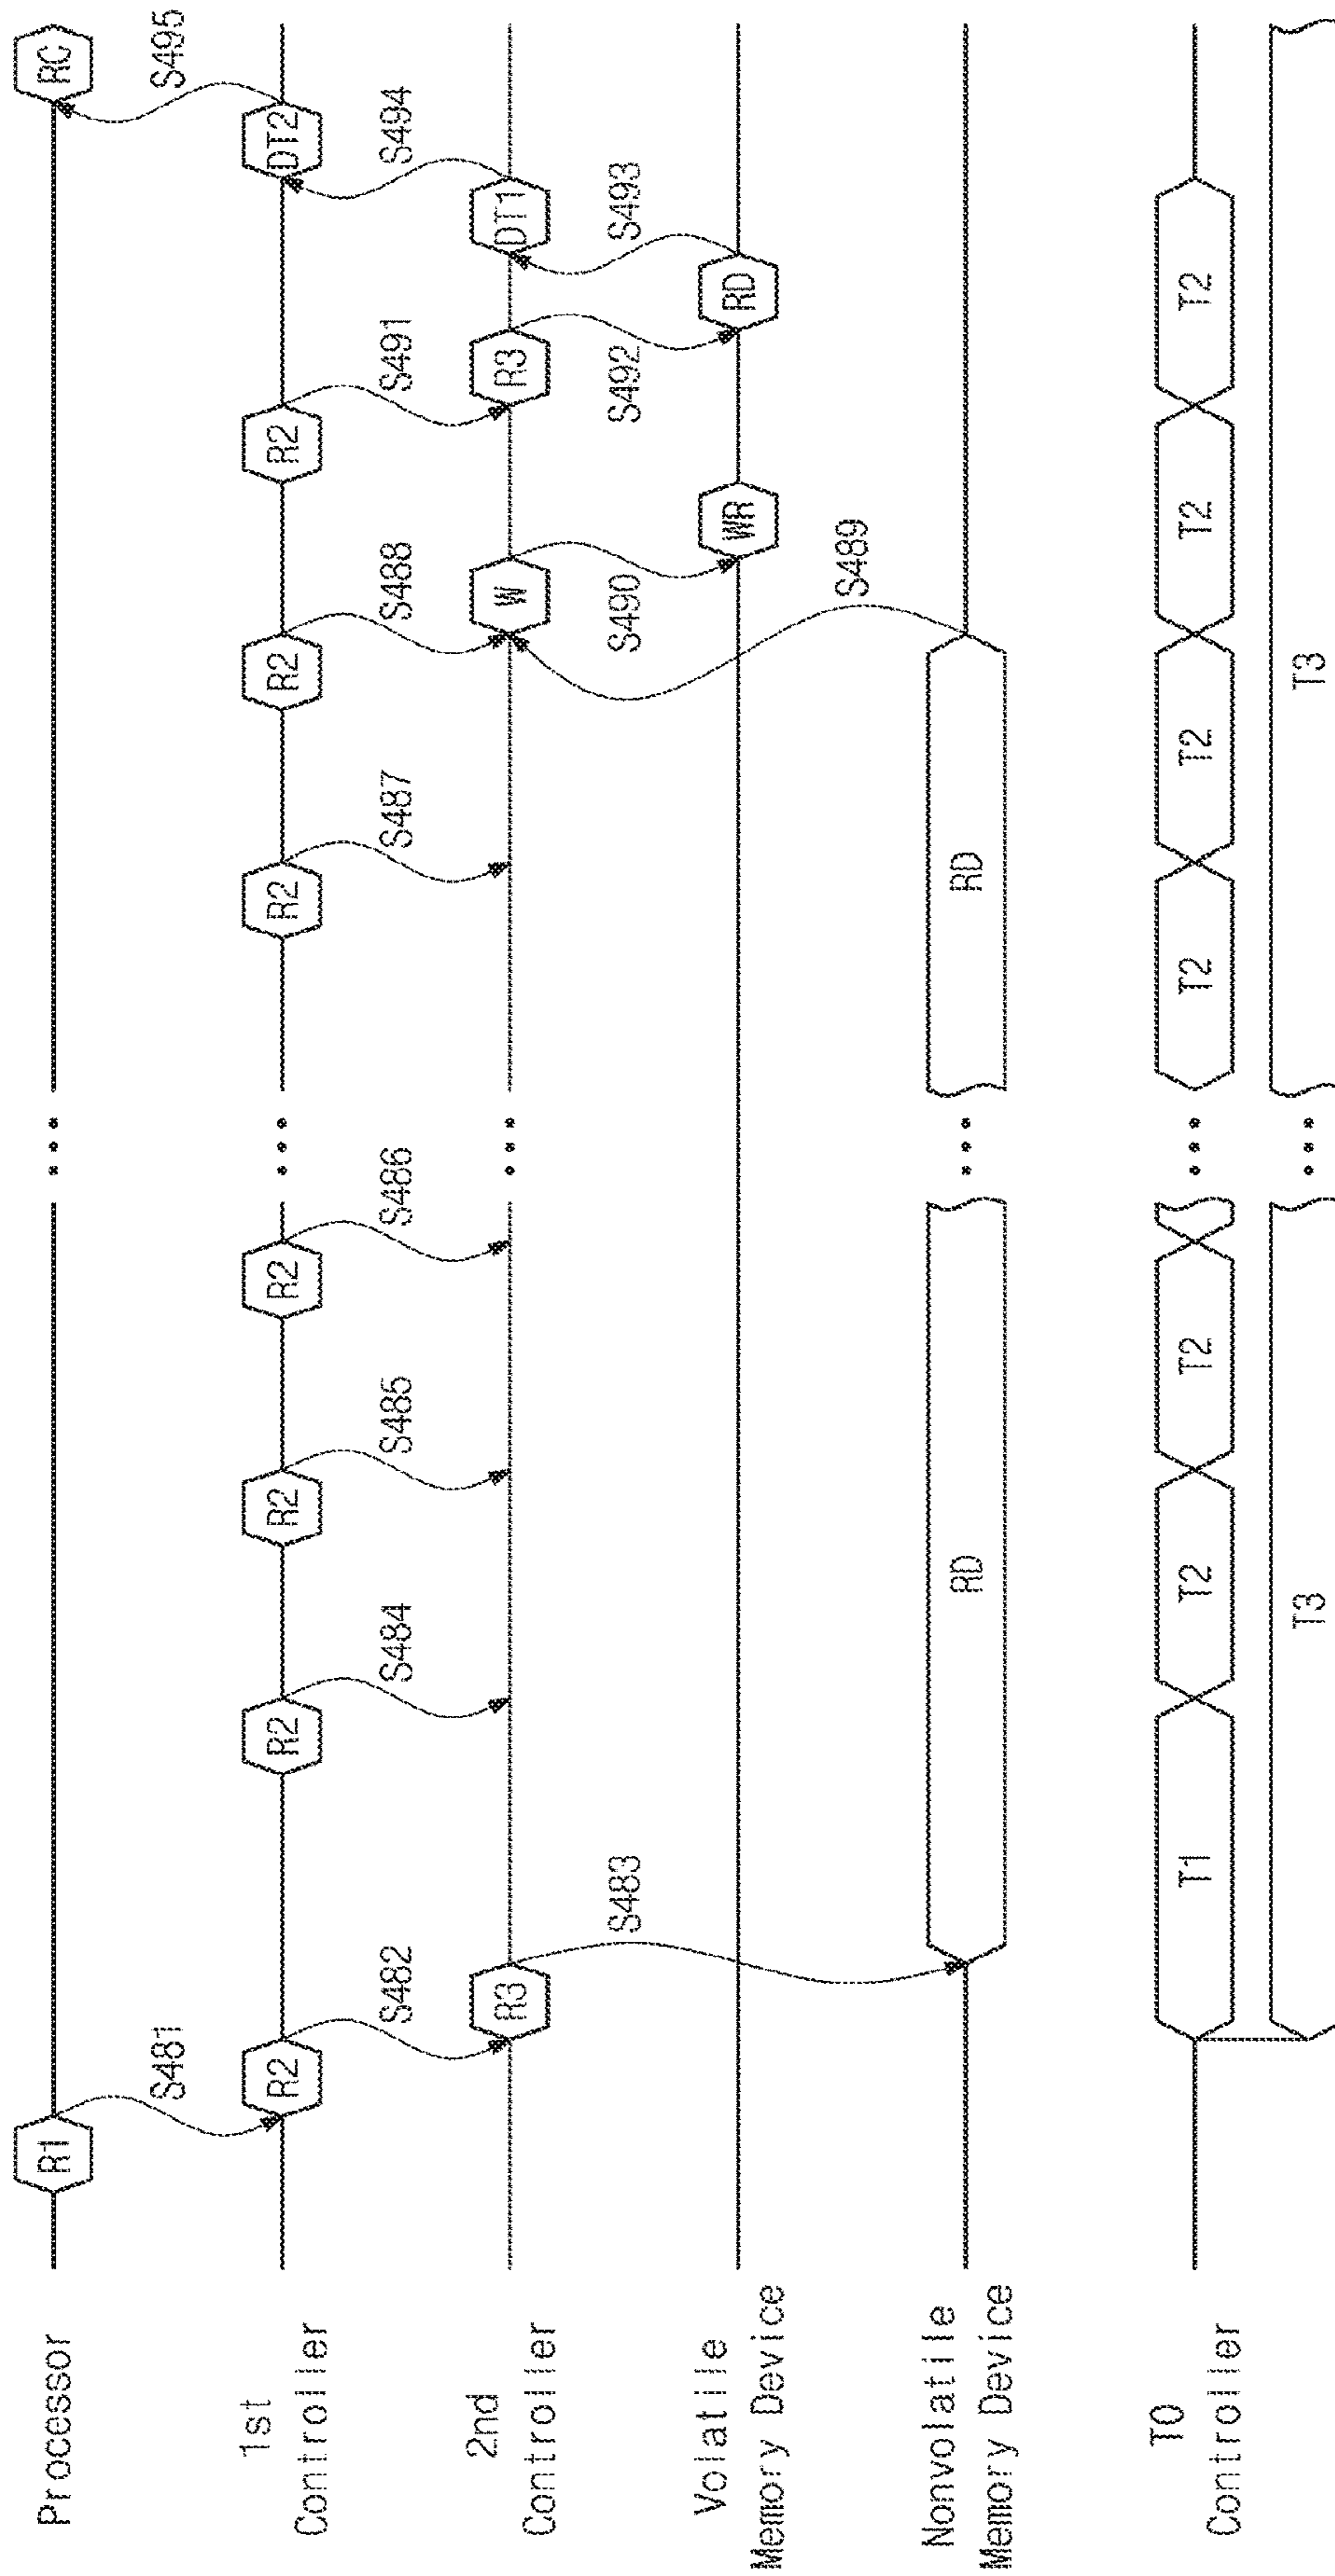 Processor
R1
S481
RC
S495
1st
Controller
R2
S482
R2
S484
R2
S485
R2
S486
R2
S487
R2
S488
R2
S491
DT2
S494
2nd
Controller
R3
S483
W
S490
R3
S492
DT1
S493
Volatile
Memory Device
WR
RD
Nonvolatile
Memory Device
RD
RD
S489
TO
Controller
T1
T2
T2
T2
T2
T2
T2
T3
T3